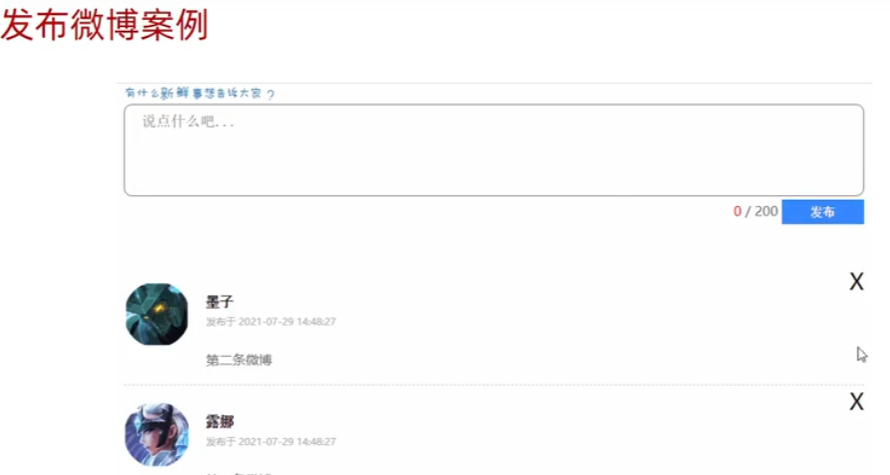 发布微博案例
有什么新鲜事想告诉大家？
说点什么吧...
0 / 200 发布
X
墨子
发布于 2021-07-29 14:48:27
第二条微博
X
露娜
发布于 2021-07-29 14:48:27